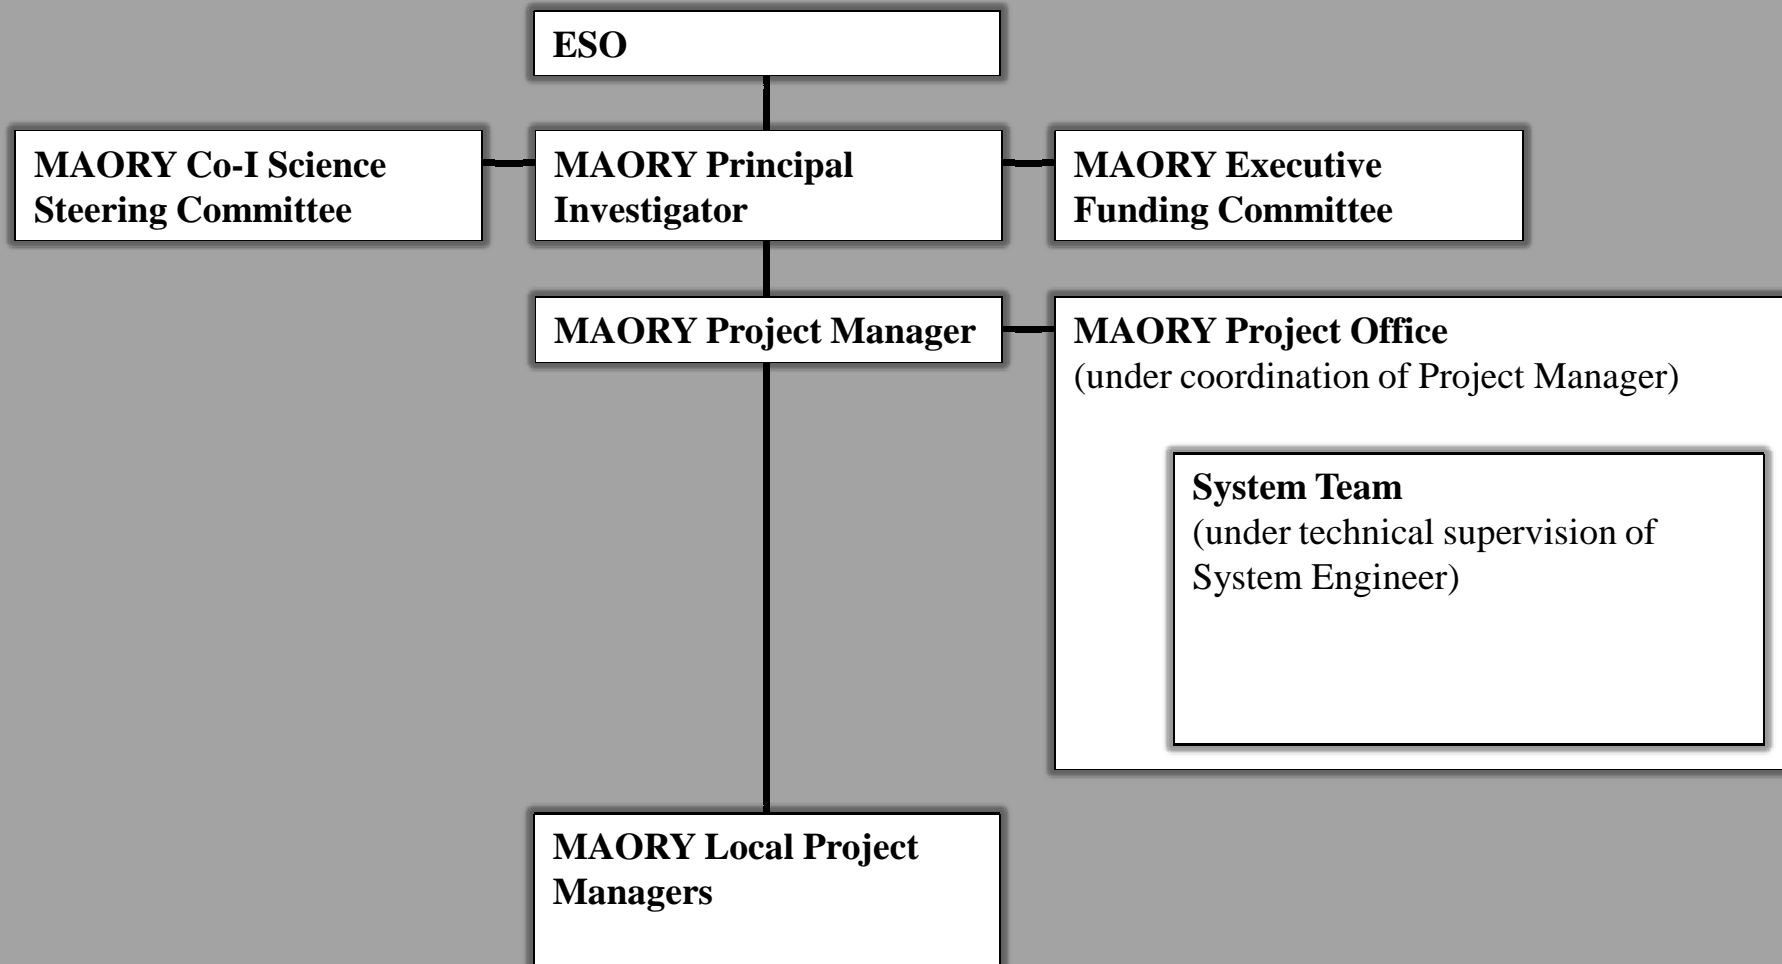 ESO
MAORY Co-I Science
Steering Committee
MAORY Principal
Investigator
MAORY Executive
Funding Committee
MAORY Project Manager
MAORY Project Office
(under coordination of Project Manager)
System Team
(under technical supervision of
System Engineer)
MAORY Local Project
Managers